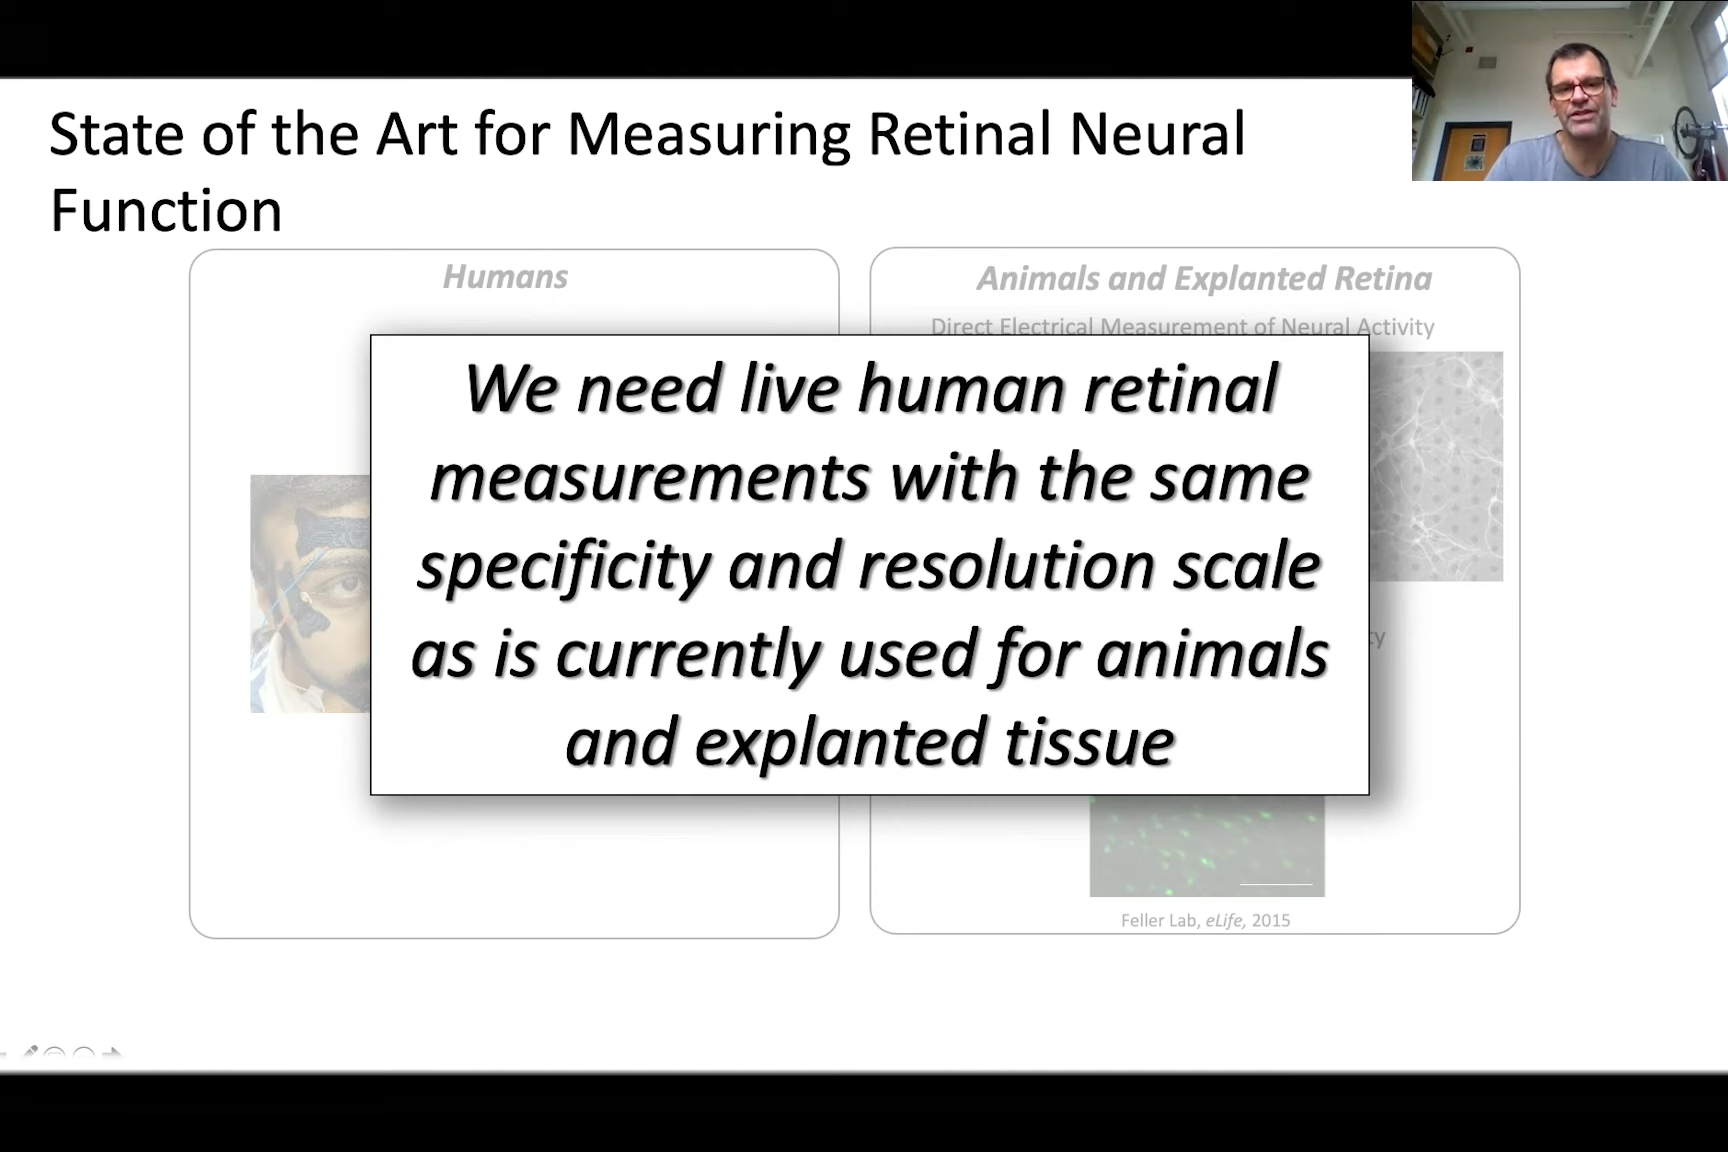 State of the Art for Measuring Retinal Neural
Function
Humans
Animals and Explanted Retina
Direct Electrical Measurement of Neural Activity
We need live human retinal
measurements with the same
specificity and resolution scale
as is currently used for animals
and explanted tissue
Feller Lab, eLife, 2015